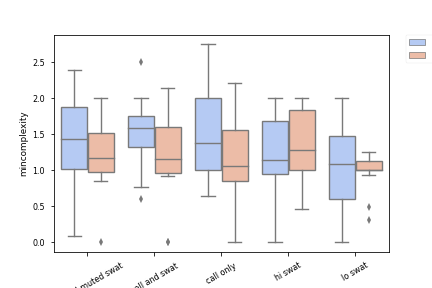 2.5
2.0
1.5
1.0
0.5
0.0
mincomplexity
muted swat
and swat
call only
hi swat
lo swat